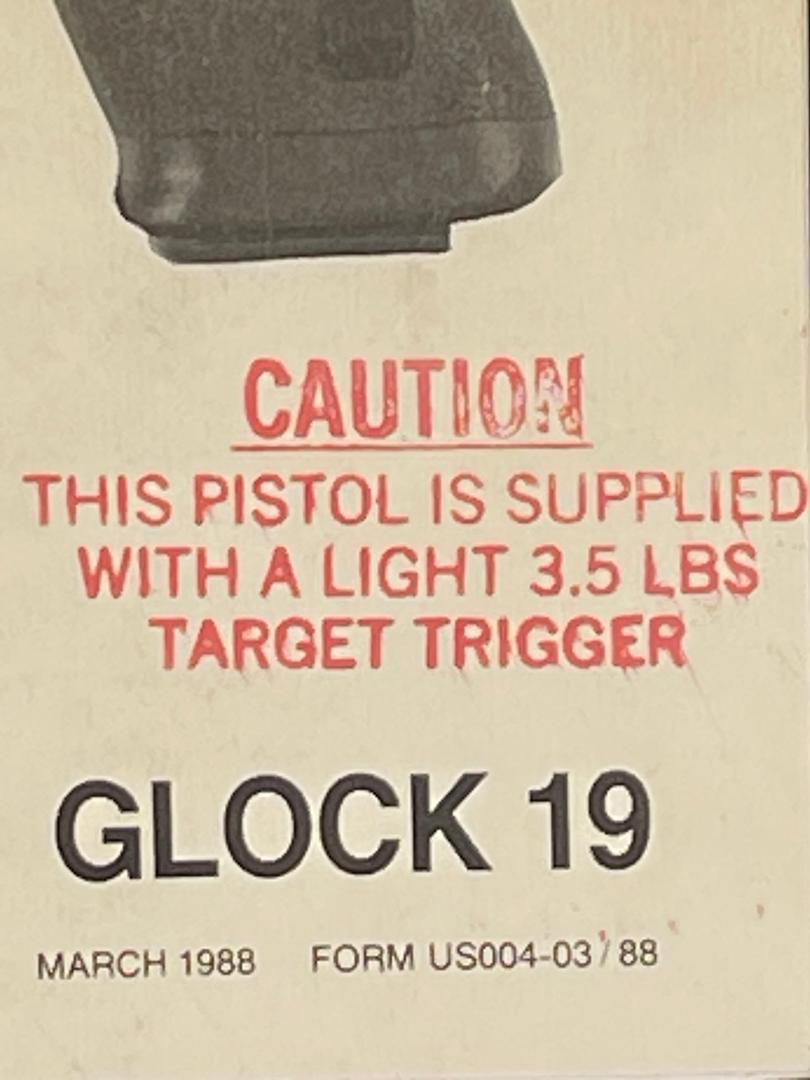 CAUTION
THIS PISTOL IS SUPPLIED
WITH A LIGHT 3.5 LBS
TARGET TRIGGER
GLOCK 19
MARCH 1988 FORM US004-03/88